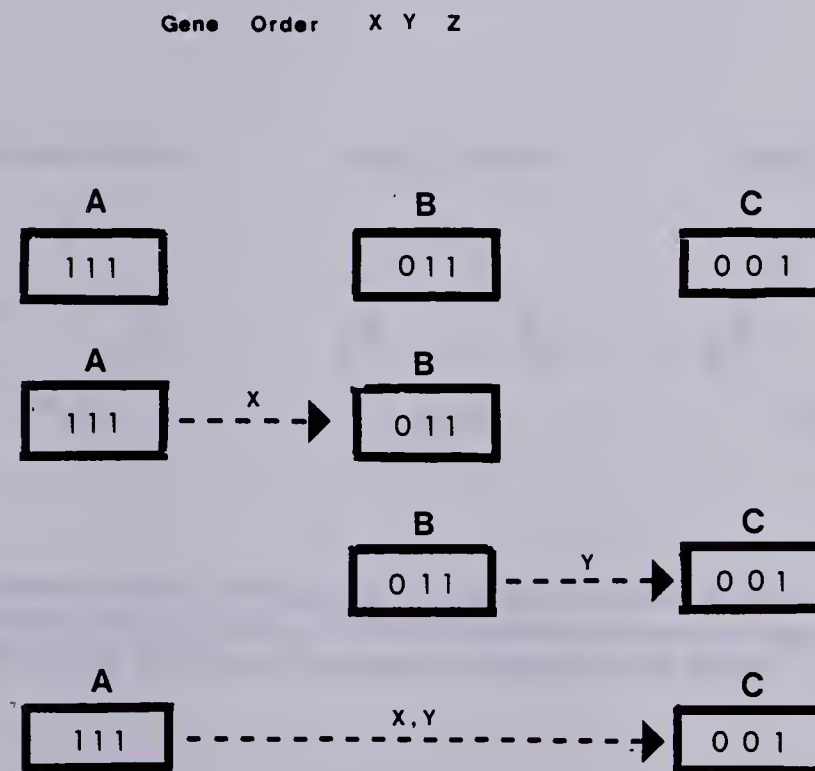 Gene Order X Y Z
A B C
111 011 001
A B
111 X 011
B C
011 Y 001
A C
111 X,Y 001